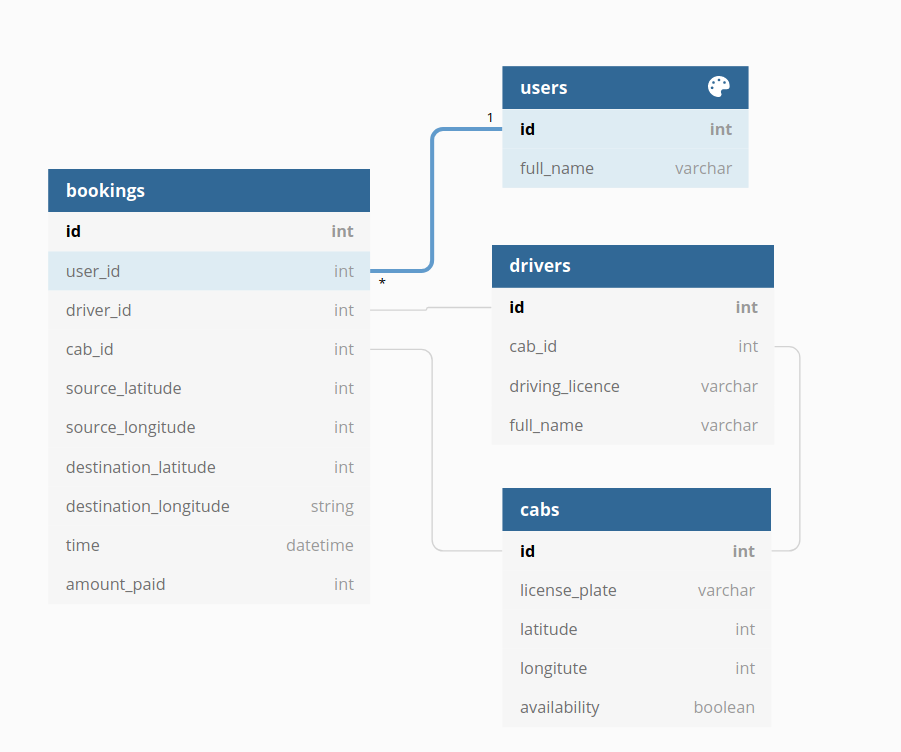 users
1
id int
full_name varchar
bookings
id int
user_id int
*
driver_id int
cab_id int
source_latitude int
source_longitude int
destination_latitude int
destination_longitude string
time datetime
amount_paid int
drivers
id int
cab_id int
driving_licence varchar
full_name varchar
cabs
id int
license_plate varchar
latitude int
longitute int
availability boolean